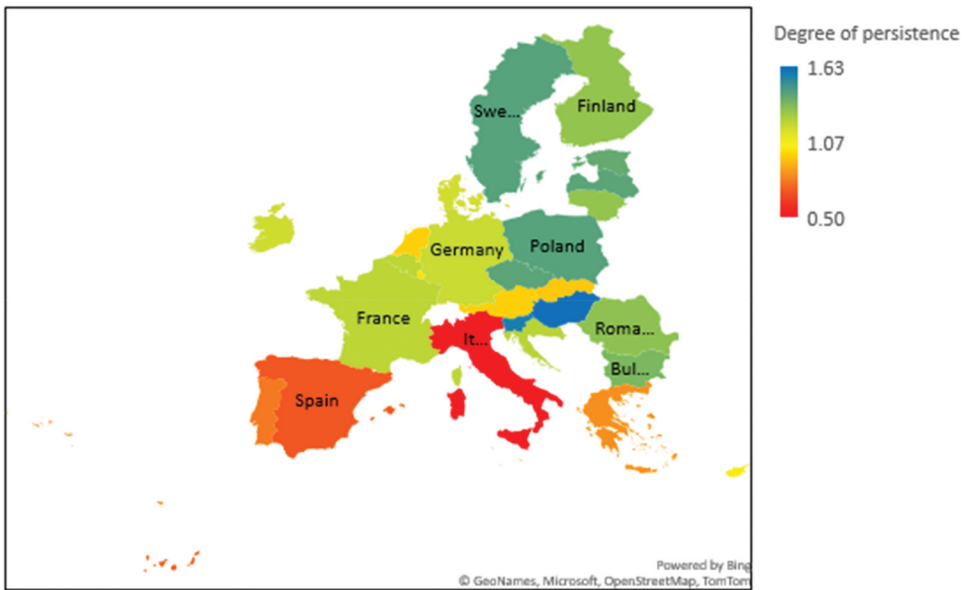 Degree of persistence
1.63
1.07
0.50
Swe...
Finland
Germany
Poland
France
It...
Roma...
Bul...
Spain
Powered by Bing
© GeoNames, Microsoft, OpenStreetMap, TomTom